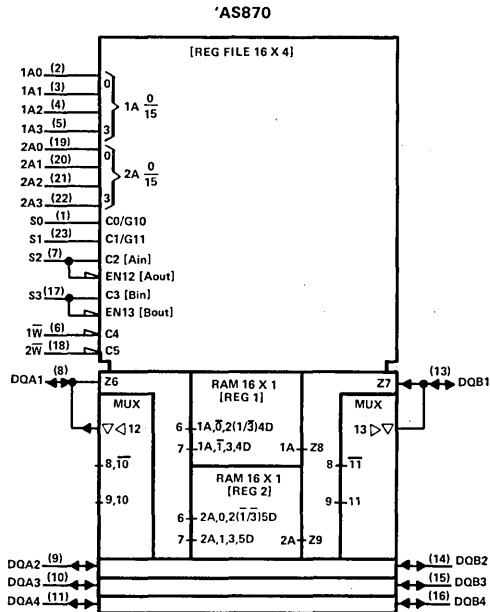 'AS870
[REG FILE 16 X 4]
1A0 (2)
1A1 (3)
1A2 (4)
1A3 (5)
0
3
1A 0/15
2A0 (19)
2A1 (20)
2A2 (21)
2A3 (22)
0
3
2A 0/15
S0 (1) C0/G10
S1 (23) C1/G11
S2 (7) C2 [Ain]
EN12 [Aout]
S3 (17) C3 [Bin]
EN13 [Bout]
1W̅ (6) C4
2W̅ (18) C5
DQA1 (8) Z6
Z7 (13) DQB1
MUX
▽◁ 12
8,1̅0̅
9,10
RAM 16 X 1
[REG 1]
6 1A,0̅,2(1/3̅)4D
7 1A,1̅,3,4D 1A Z8
RAM 16 X 1
[REG 2]
6 2A,0,2(1̅/3̅)5D
7 2A,1,3,5D 2A Z9
MUX
13 ▷▽
8 1̅1̅
9 11
DQA2 (9) (14) DQB2
DQA3 (10) (15) DQB3
DQA4 (11) (16) DQB4